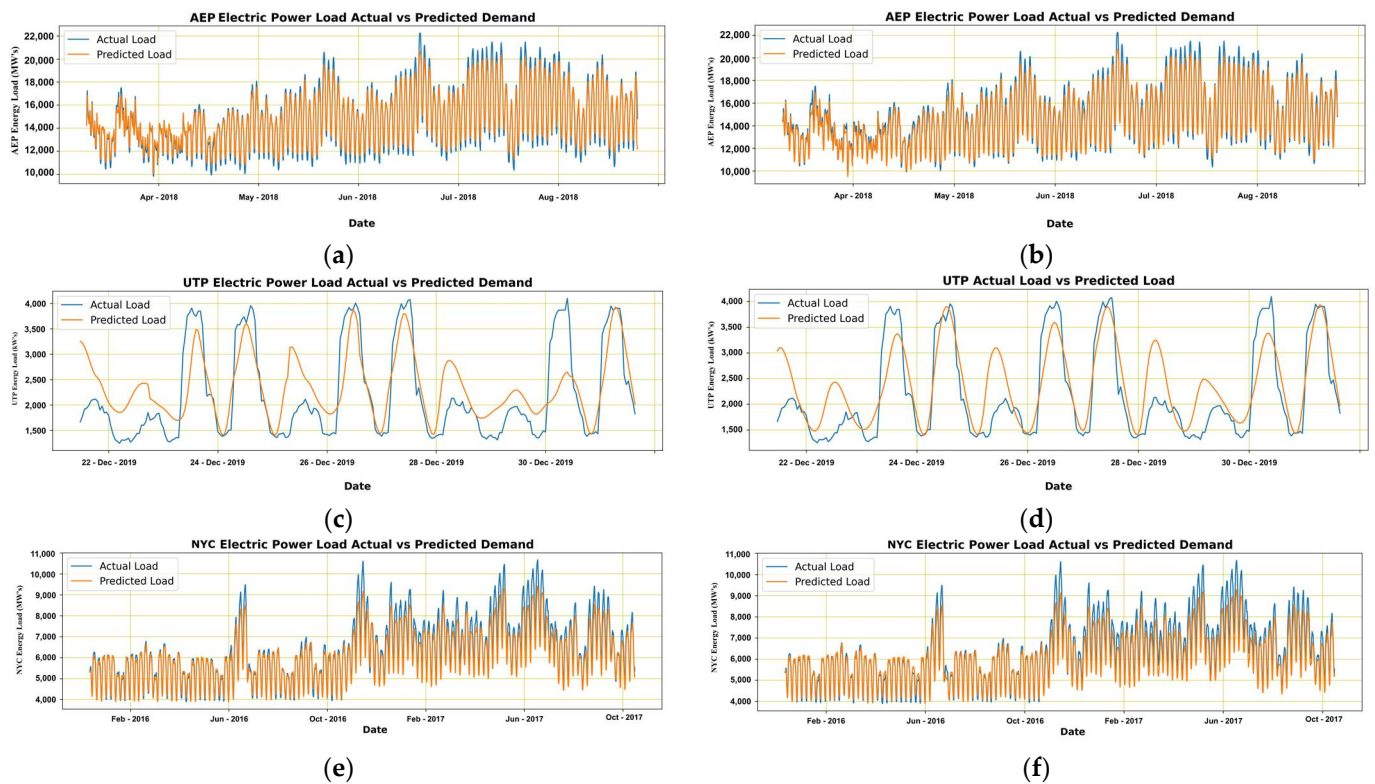 AEP Electric Power Load Actual vs Predicted Demand
22,000
20,000
18,000
16,000
14,000
12,000
10,000
AEP Energy Load (MW's)
Actual Load
Predicted Load
Apr - 2018
May - 2018
Jun - 2018
Jul - 2018
Aug - 2018
Date
(a)
AEP Electric Power Load Actual vs Predicted Demand
22,000
20,000
18,000
16,000
14,000
12,000
10,000
AEP Energy Load (MW's)
Actual Load
Predicted Load
Apr - 2018
May - 2018
Jun - 2018
Jul - 2018
Aug - 2018
Date
(b)
UTP Electric Power Load Actual vs Predicted Demand
4,000
3,500
3,000
2,500
2,000
1,500
UTP Energy Load (kW's)
Actual Load
Predicted Load
22 - Dec - 2019
24 - Dec - 2019
26 - Dec - 2019
28 - Dec - 2019
30 - Dec - 2019
Date
(c)
UTP Actual Load vs Predicted Load
4,000
3,500
3,000
2,500
2,000
1,500
UTP Energy Load (kW's)
Actual Load
Predicted Load
22 - Dec - 2019
24 - Dec - 2019
26 - Dec - 2019
28 - Dec - 2019
30 - Dec - 2019
Date
(d)
NYC Electric Power Load Actual vs Predicted Demand
11,000
10,000
9,000
8,000
7,000
6,000
5,000
4,000
NYC Energy Load (MW's)
Actual Load
Predicted Load
Feb - 2016
Jun - 2016
Oct - 2016
Feb - 2017
Jun - 2017
Oct - 2017
Date
(e)
NYC Electric Power Load Actual vs Predicted Demand
11,000
10,000
9,000
8,000
7,000
6,000
5,000
4,000
NYC Energy Load (MW's)
Actual Load
Predicted Load
Feb - 2016
Jun - 2016
Oct - 2016
Feb - 2017
Jun - 2017
Oct - 2017
Date
(f)